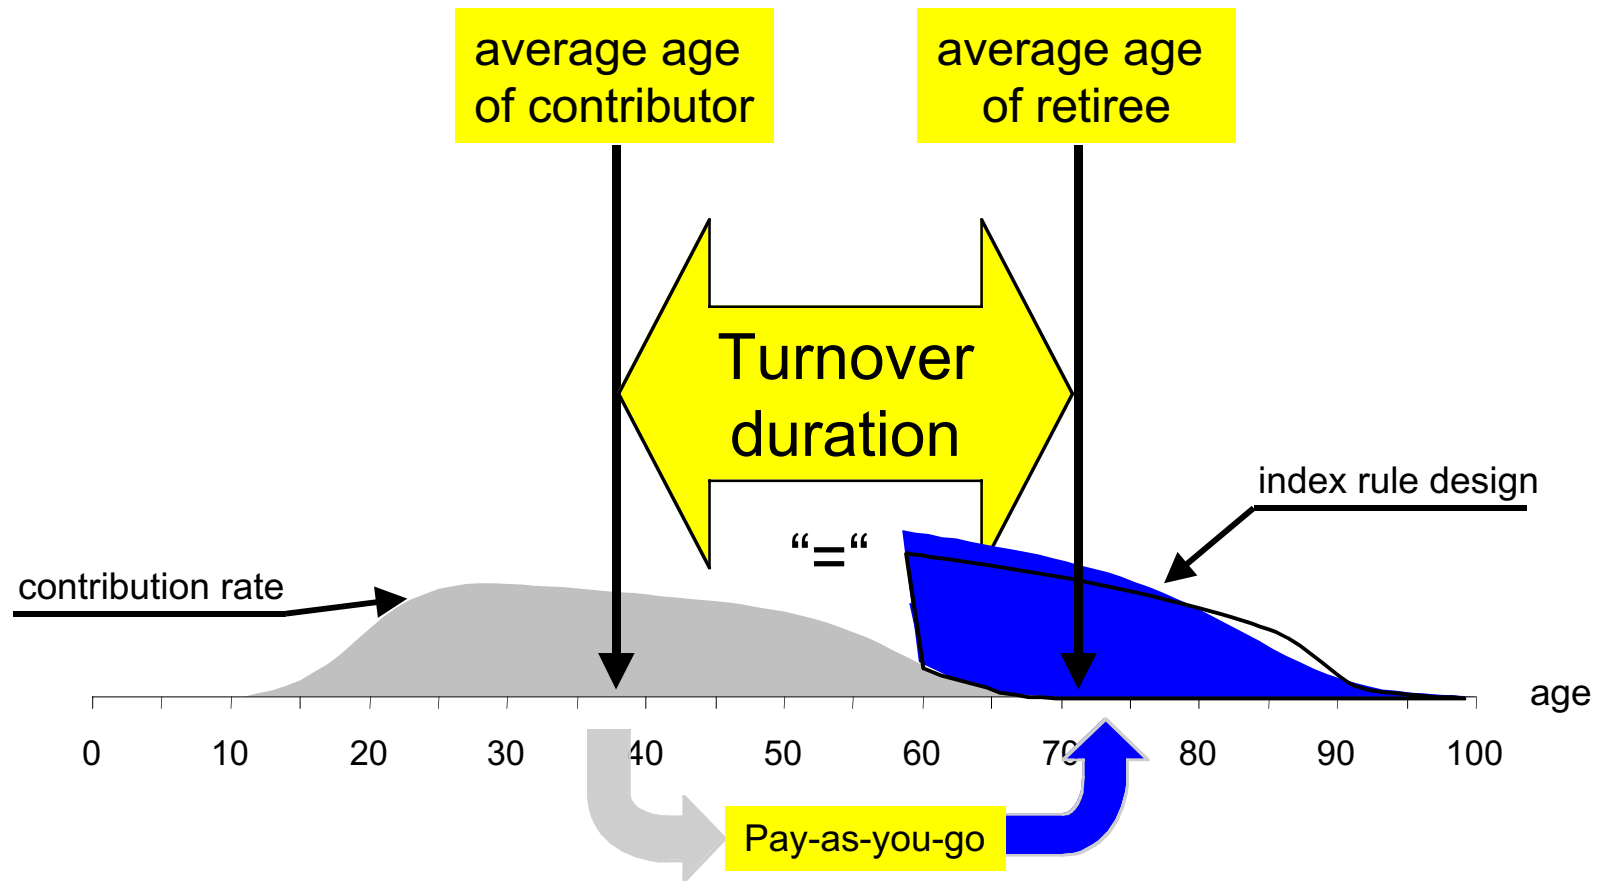 average age
of contributor
average age
of retiree
Turnover
duration
index rule design
“=“
contribution rate
age
0 10 20 30 40 50 60 70 80 90 100
Pay-as-you-go